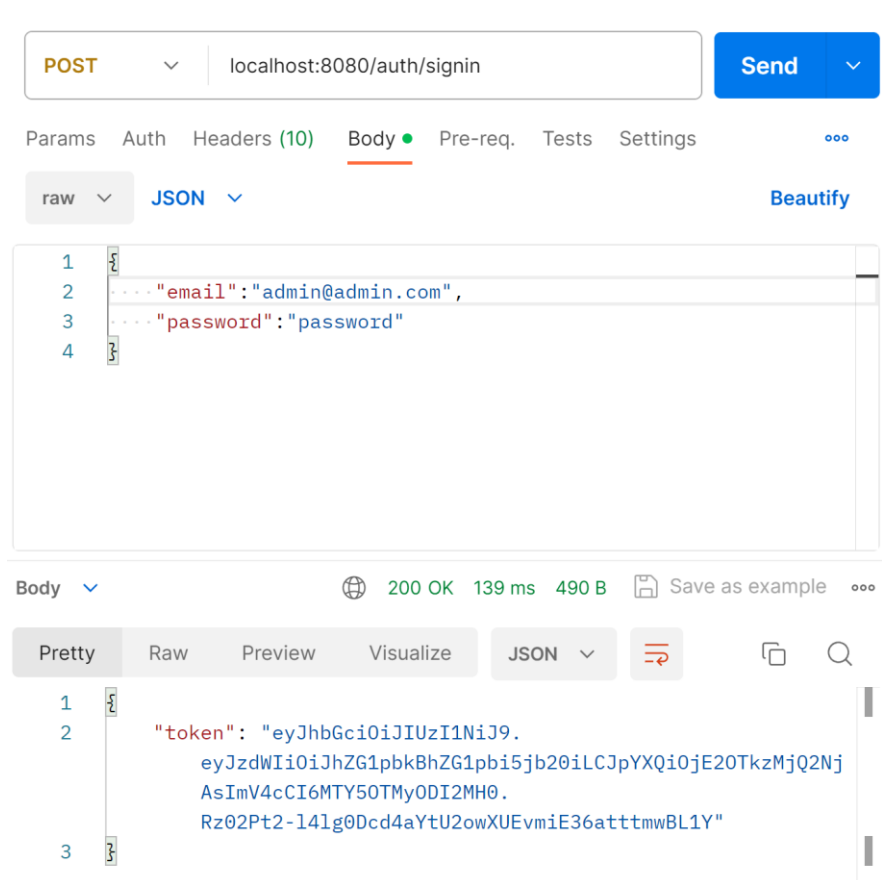 POST localhost:8080/auth/signin Send
Params Auth Headers (10) Body Pre-req. Tests Settings
raw JSON Beautify
1 {
2 "email":"admin@admin.com",
3 "password":"password"
4 }
Body 200 OK 139 ms 490 B Save as example
Pretty Raw Preview Visualize JSON
1 {
2 "token": "eyJhbGciOiJIUzI1NiJ9.
eyJzdWIiOiJhZG1pbkBhZG1pbi5jb20iLCJpYXQiOjE2OTkzMjQ2Nj
AsImV4cCI6MTY5OTMyODI2MH0.
Rz02Pt2-l4lg0Dcd4aYtU2owXUEvmiE36atttmwBL1Y"
3 }